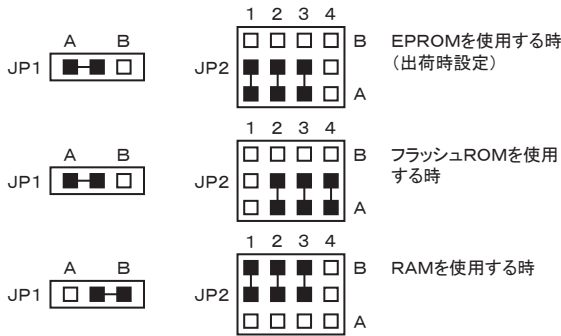 1 2 3 4
A B
B
EPROMを使用する時
(出荷時設定)
JP1
JP2
A
1 2 3 4
A B
B
フラッシュROMを使用
する時
JP1
JP2
A
1 2 3 4
A B
B
RAMを使用する時
JP1
JP2
A